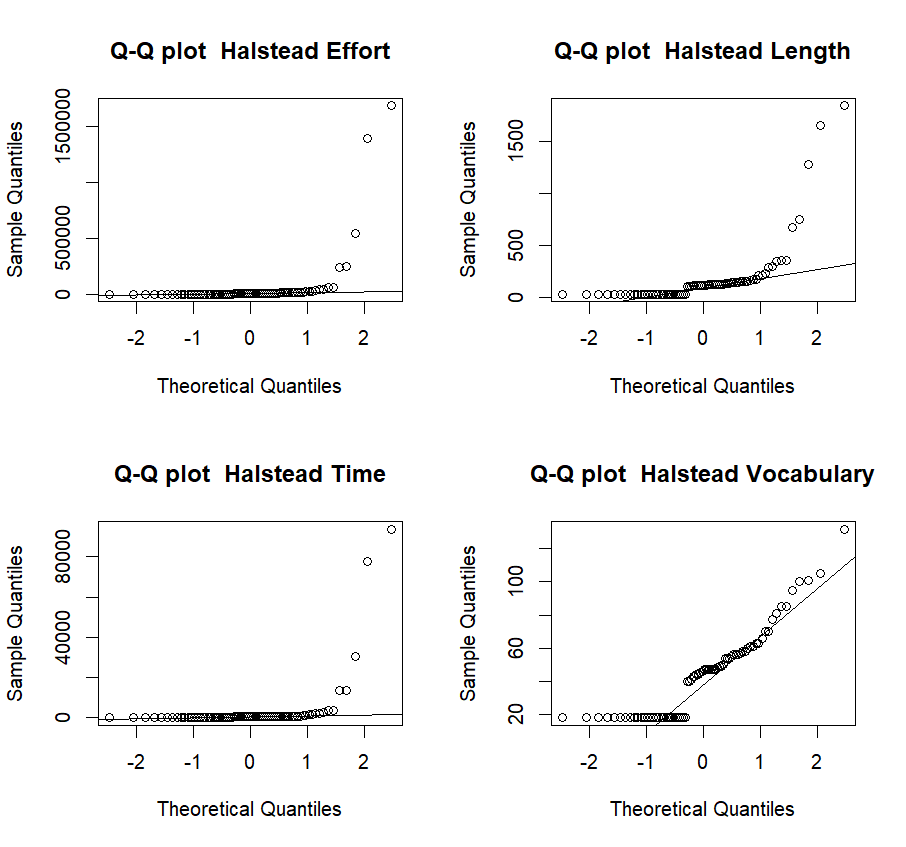 Q-Q plot  Halstead Effort
Sample Quantiles
0
500000
1500000
-2 -1 0 1 2
Theoretical Quantiles
Q-Q plot  Halstead Length
Sample Quantiles
0
500
1500
-2 -1 0 1 2
Theoretical Quantiles
Q-Q plot  Halstead Time
Sample Quantiles
0
40000
80000
-2 -1 0 1 2
Theoretical Quantiles
Q-Q plot  Halstead Vocabulary
Sample Quantiles
20
60
100
-2 -1 0 1 2
Theoretical Quantiles